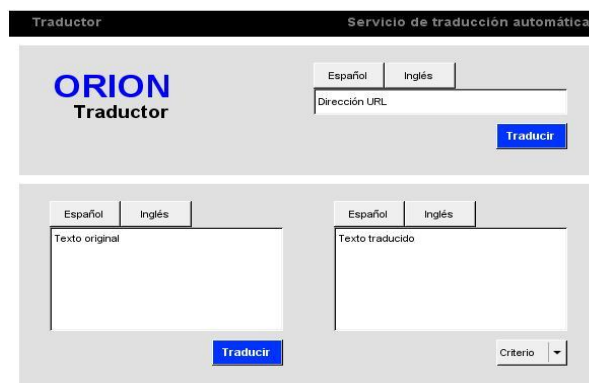 Traductor Servicio de traducción automática
ORION
Traductor
Español Inglés
Dirección URL
Traducir
Español Inglés
Texto original
Traducir
Español Inglés
Texto traducido
Criterio